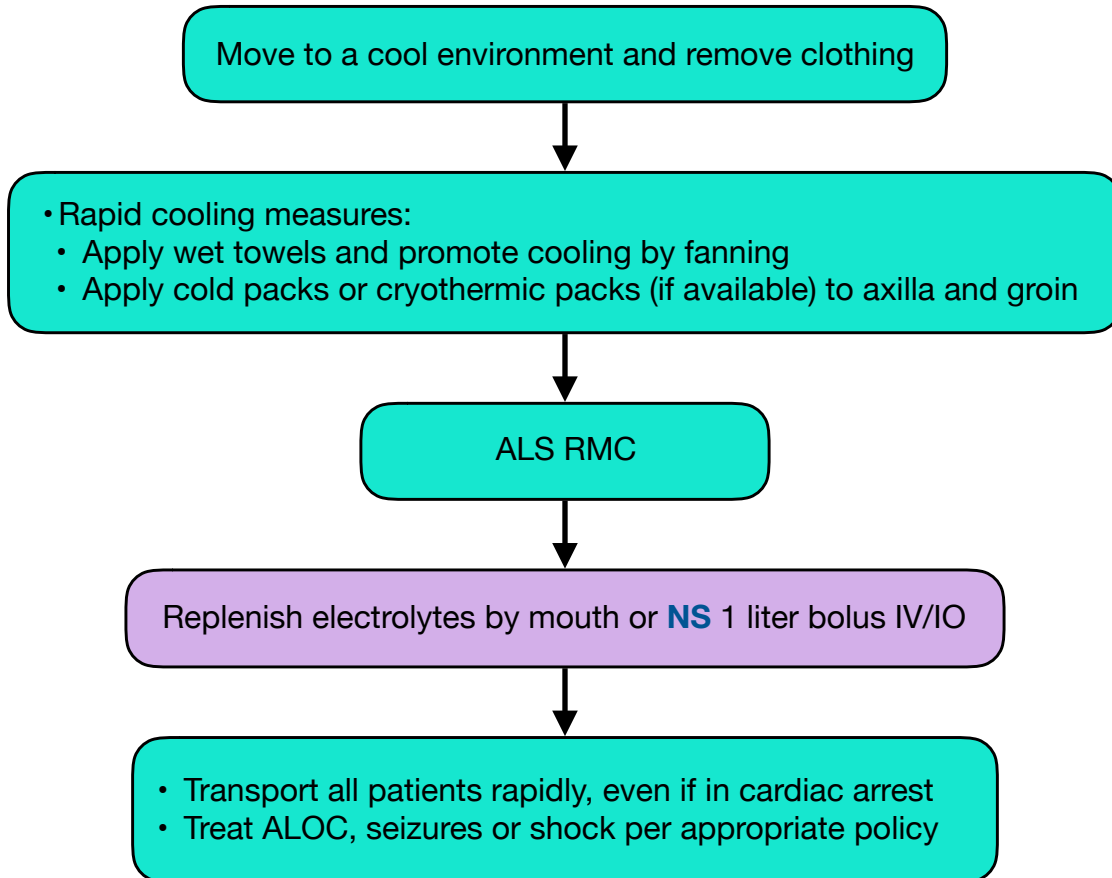 Move to a cool environment and remove clothing
• Rapid cooling measures:
• Apply wet towels and promote cooling by fanning
• Apply cold packs or cryothermic packs (if available) to axilla and groin
ALS RMC
Replenish electrolytes by mouth or NS 1 liter bolus IV/IO
• Transport all patients rapidly, even if in cardiac arrest
• Treat ALOC, seizures or shock per appropriate policy